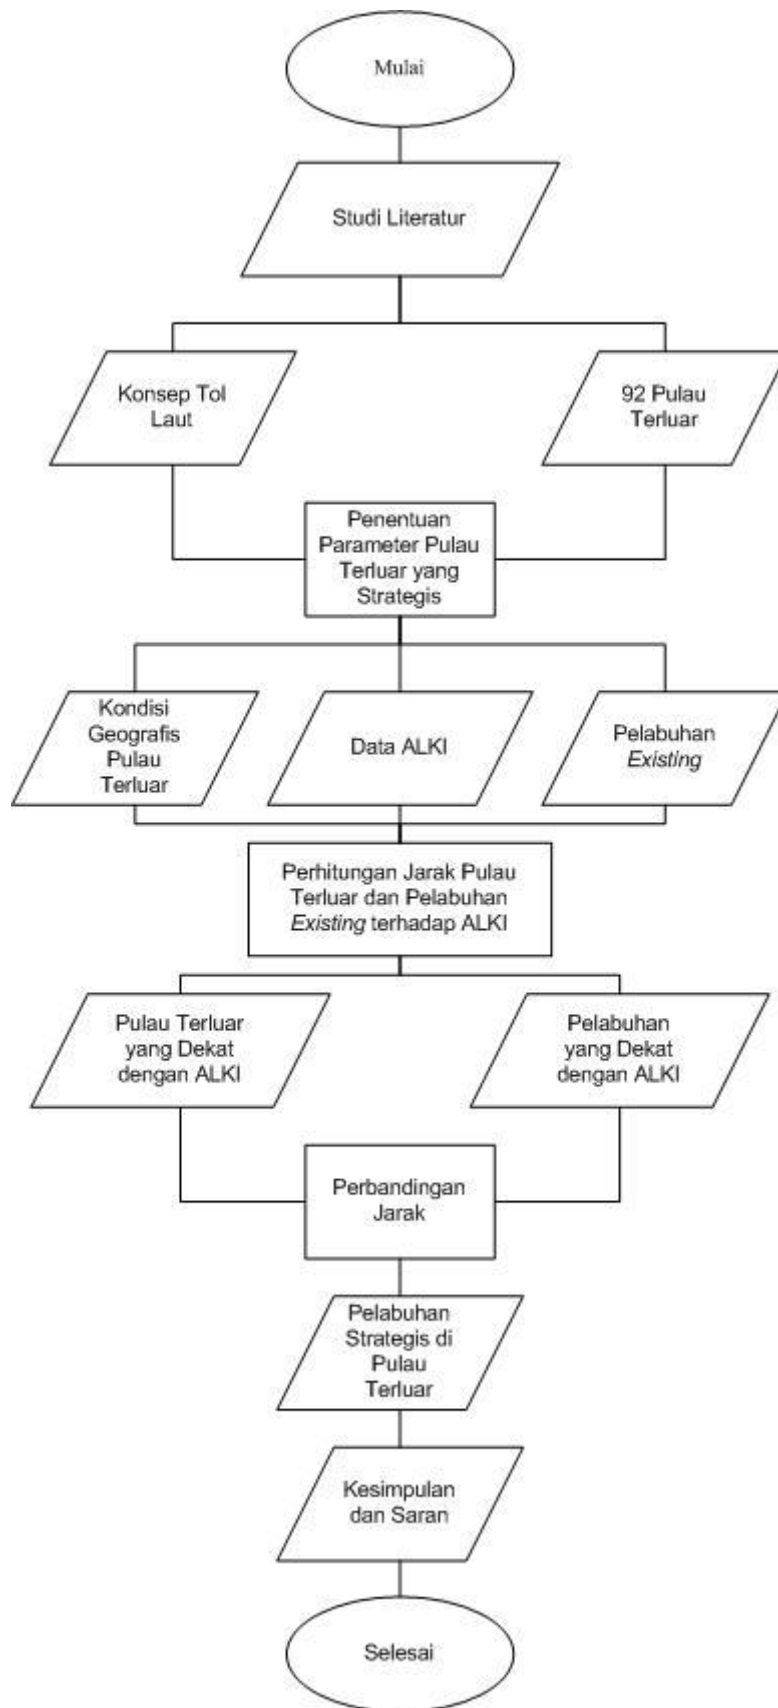 Mulai
Studi Literatur
Konsep Tol
Laut
92 Pulau
Terluar
Penentuan
Parameter Pulau
Terluar yang
Strategis
Kondisi
Geografis
Pulau
Terluar
Data ALKI
Pelabuhan
Existing
Perhitungan Jarak Pulau
Terluar dan Pelabuhan
Existing terhadap ALKI
Pulau Terluar
yang Dekat
dengan ALKI
Pelabuhan
yang Dekat
dengan ALKI
Perbandingan
Jarak
Pelabuhan
Strategis di
Pulau
Terluar
Kesimpulan
dan Saran
Selesai